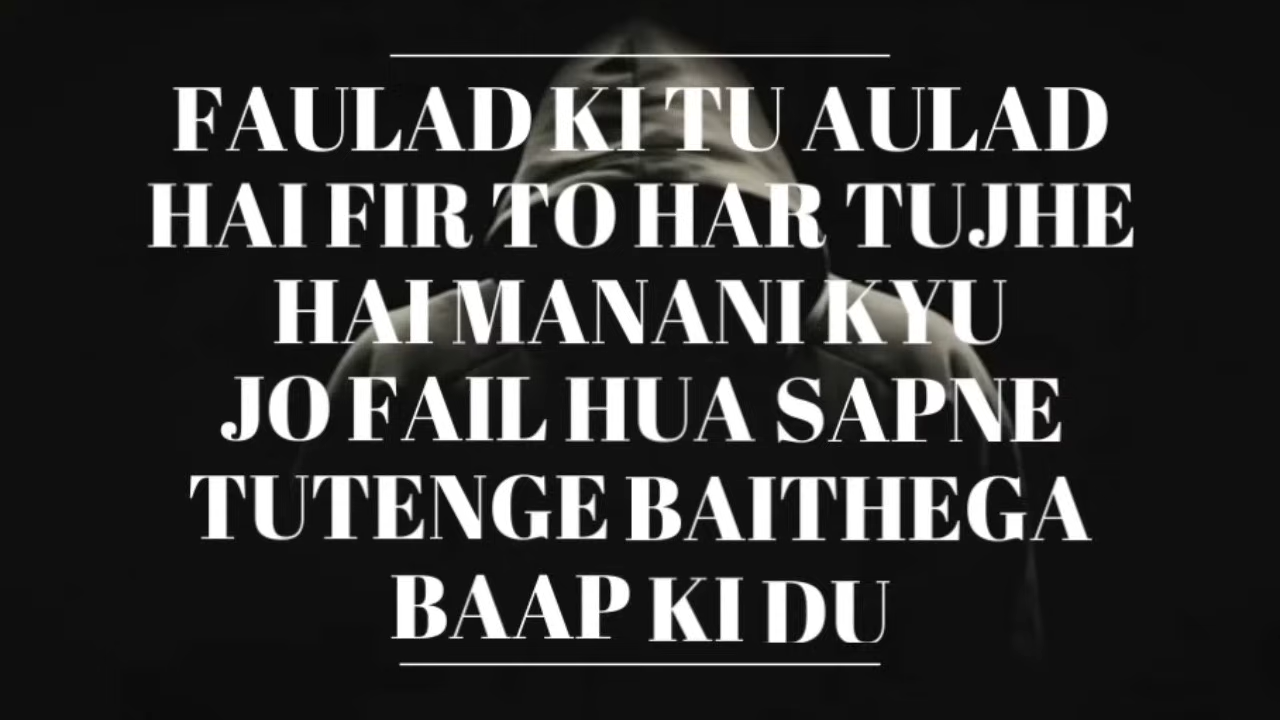 FAULAD KI TU AULAD
HAI FIR TO HAR TUJHE
HAI MANANI KYU
JO FAIL HUA SAPNE
TUTENGE BAITHEGA
BAAP KI DU